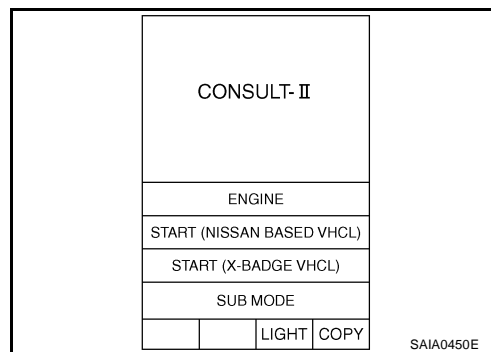 CONSULT-II
ENGINE
START (NISSAN BASED VHCL)
START (X-BADGE VHCL)
SUB MODE
LIGHT COPY
SAIA0450E